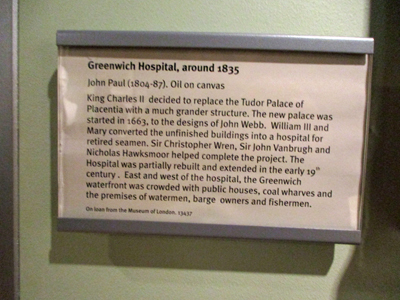 Greenwich Hospital, around 1835
John Paul (1804-87). Oil on canvas
King Charles II decided to replace the Tudor Palace of
Placentia with a much grander structure. The new palace was
started in 1663, to the designs of John Webb. William III and
Mary converted the unfinished buildings into a hospital for
retired seamen. Sir Christopher Wren, Sir John Vanbrugh and
Nicholas Hawksmoor helped complete the project. The
Hospital was partially rebuilt and extended in the early 19th
century . East and west of the hospital, the Greenwich
waterfront was crowded with public houses, coal wharves and
the premises of watermen, barge owners and fishermen.
On loan from the Museum of London. 13437